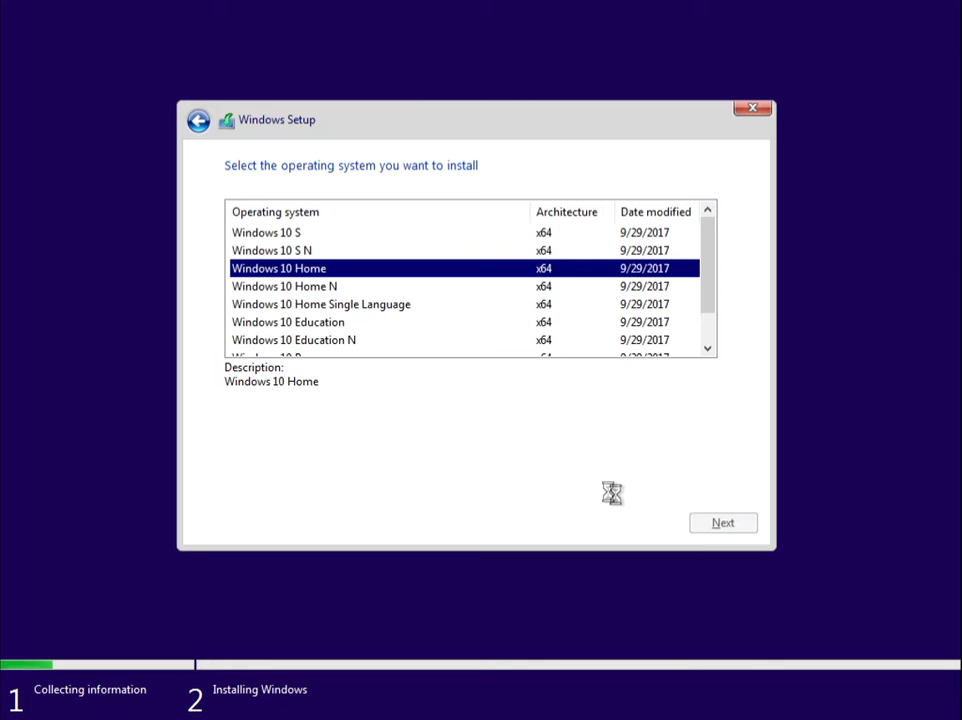 Windows Setup
Select the operating system you want to install
Operating system Architecture Date modified
Windows 10 S x64 9/29/2017
Windows 10 S N x64 9/29/2017
Windows 10 Home x64 9/29/2017
Windows 10 Home N x64 9/29/2017
Windows 10 Home Single Language x64 9/29/2017
Windows 10 Education x64 9/29/2017
Windows 10 Education N x64 9/29/2017
Description:
Windows 10 Home
Next
1 Collecting information 2 Installing Windows